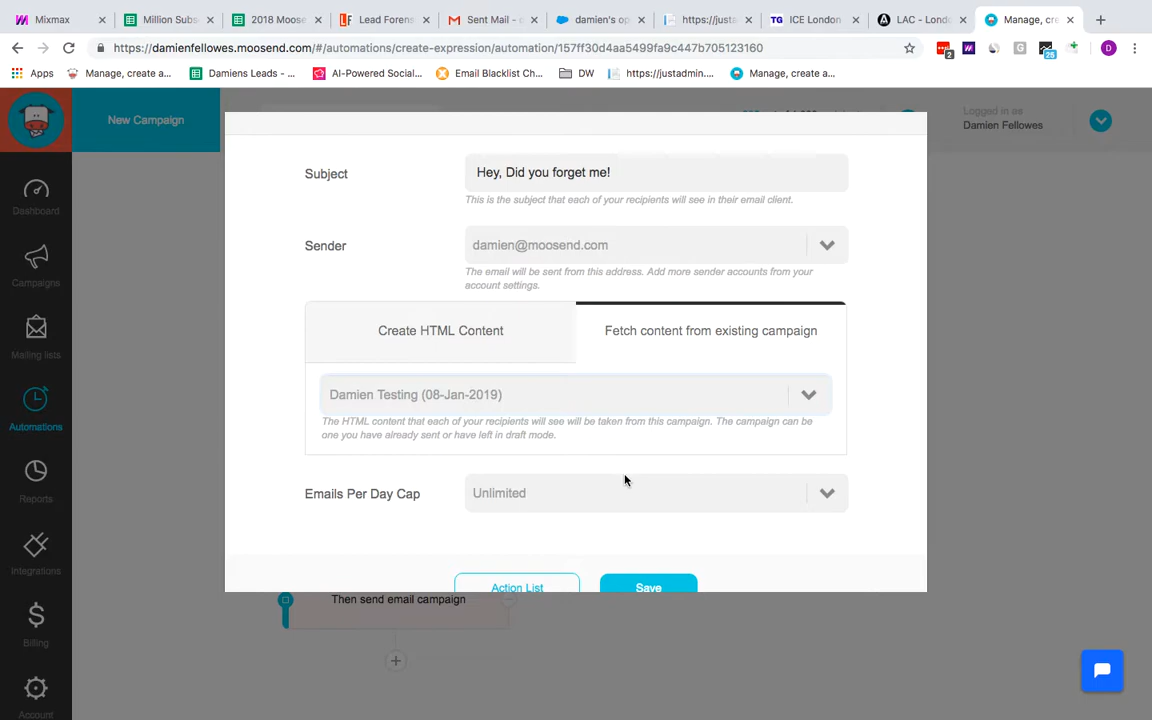 Mixmax
Million Subs
2018 Moose
Lead Forens
Sent Mail - d
damien's op
https://justa
ICE London
LAC - Londo
Manage, cre
https://damienfellowes.moosend.com/#/automations/create-expression/automation/157ff30d4aa5499fa9c447b705123160
2
25
D
Apps
Manage, create a...
Damiens Leads - ...
AI-Powered Social...
Email Blacklist Ch...
DW
https://justadmin....
Manage, create a...
New Campaign
Logged in as
Damien Fellowes
Dashboard
Campaigns
Mailing lists
Automations
Reports
Integrations
Billing
Account
Subject
Hey, Did you forget me!
This is the subject that each of your recipients will see in their email client.
Sender
damien@moosend.com
The email will be sent from this address. Add more sender accounts from your
account settings.
Create HTML Content
Fetch content from existing campaign
Damien Testing (08-Jan-2019)
The HTML content that each of your recipients will see will be taken from this campaign. The campaign can be
one you have already sent or have left in draft mode.
Emails Per Day Cap
Unlimited
Action List
Save
Then send email campaign